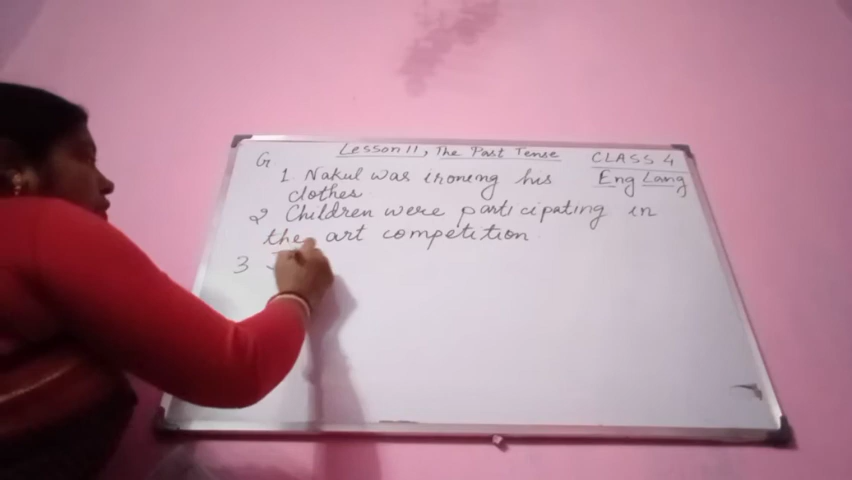 Lesson 11, The Past Tense CLASS 4
G. Eng Lang
1. Nakul was ironing his
clothes.
2 Children were participating in
the art competition.
3